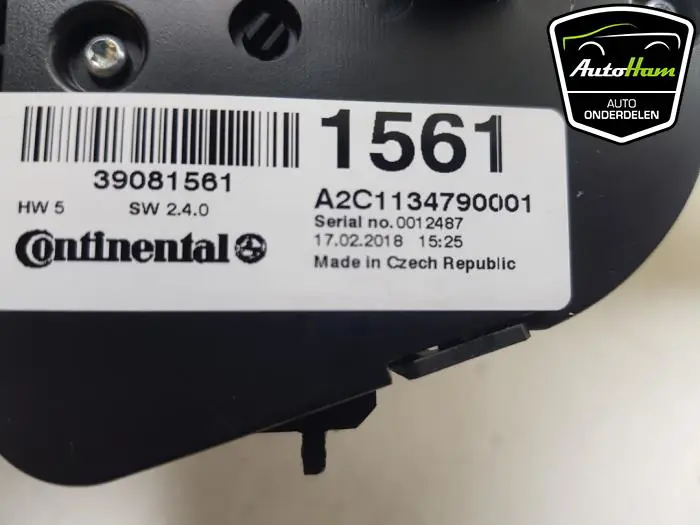 AutoHam
AUTO
ONDERDELEN
1561
39081561
HW 5 SW 2.4.0
Continental
A2C1134790001
Serial no.0012487
17.02.2018 15:25
Made in Czech Republic